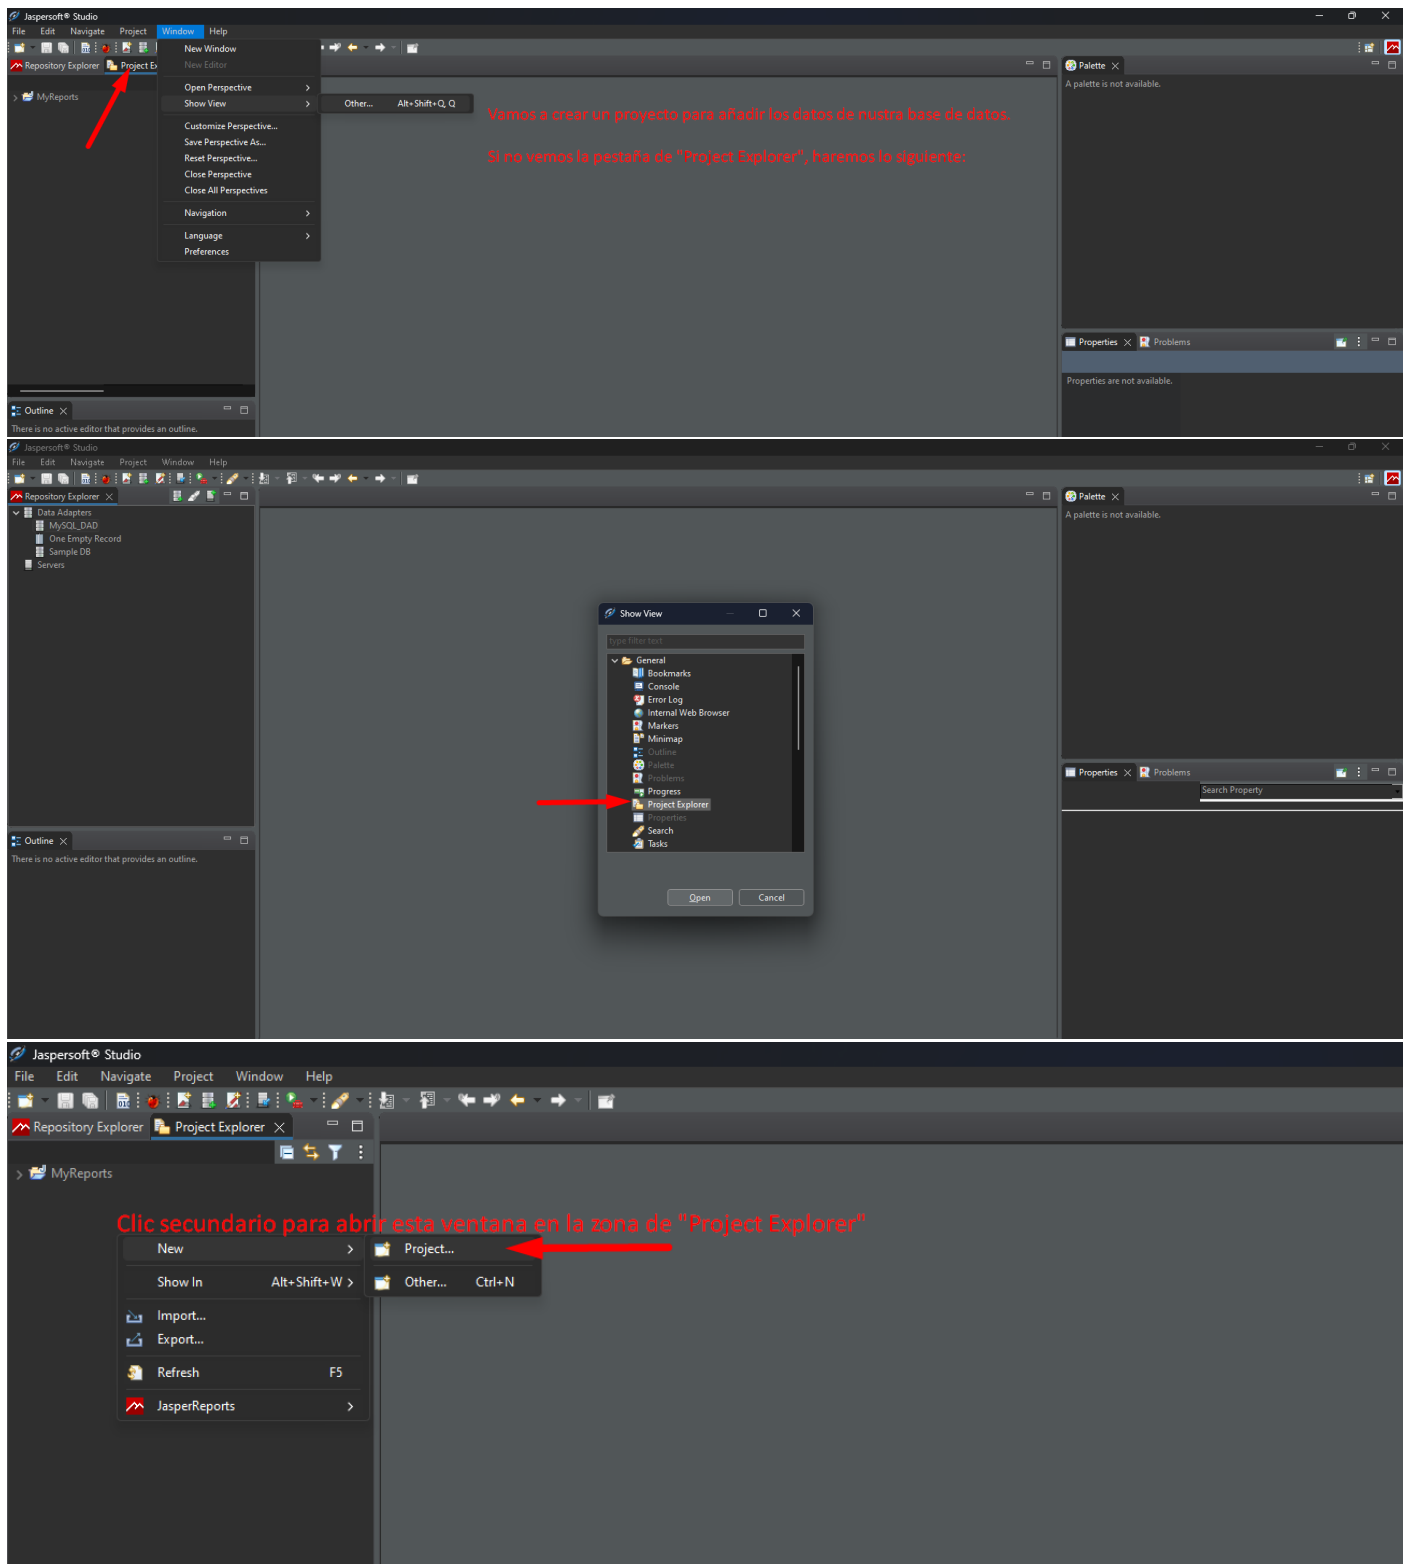 Jaspersoft® Studio
File Edit Navigate Project Window Help
Repository Explorer Project Ex
MyReports
New Window
New Editor
Open Perspective
Show View
Other... Alt+Shift+Q, Q
Customize Perspective...
Save Perspective As...
Reset Perspective...
Close Perspective
Close All Perspectives
Navigation
Language
Preferences
Vamos a crear un proyecto para añadir los datos de nustra base de datos.
Si no vemos la pestaña de "Project Explorer", haremos lo siguiente:
Palette
A palette is not available.
Properties Problems
Properties are not available.
Outline
There is no active editor that provides an outline.
Jaspersoft® Studio
File Edit Navigate Project Window Help
Repository Explorer
Data Adapters
MySQL_DAD
One Empty Record
Sample DB
Servers
Show View
type filter text
General
Bookmarks
Console
Error Log
Internal Web Browser
Markers
Minimap
Outline
Palette
Problems
Progress
Project Explorer
Properties
Search
Tasks
Open Cancel
Palette
A palette is not available.
Properties Problems
Search Property
Outline
There is no active editor that provides an outline.
Jaspersoft® Studio
File Edit Navigate Project Window Help
Repository Explorer Project Explorer
MyReports
Clic secundario para abrir esta ventana en la zona de "Project Explorer"
New
Project...
Show In Alt+Shift+W
Other... Ctrl+N
Import...
Export...
Refresh F5
JasperReports